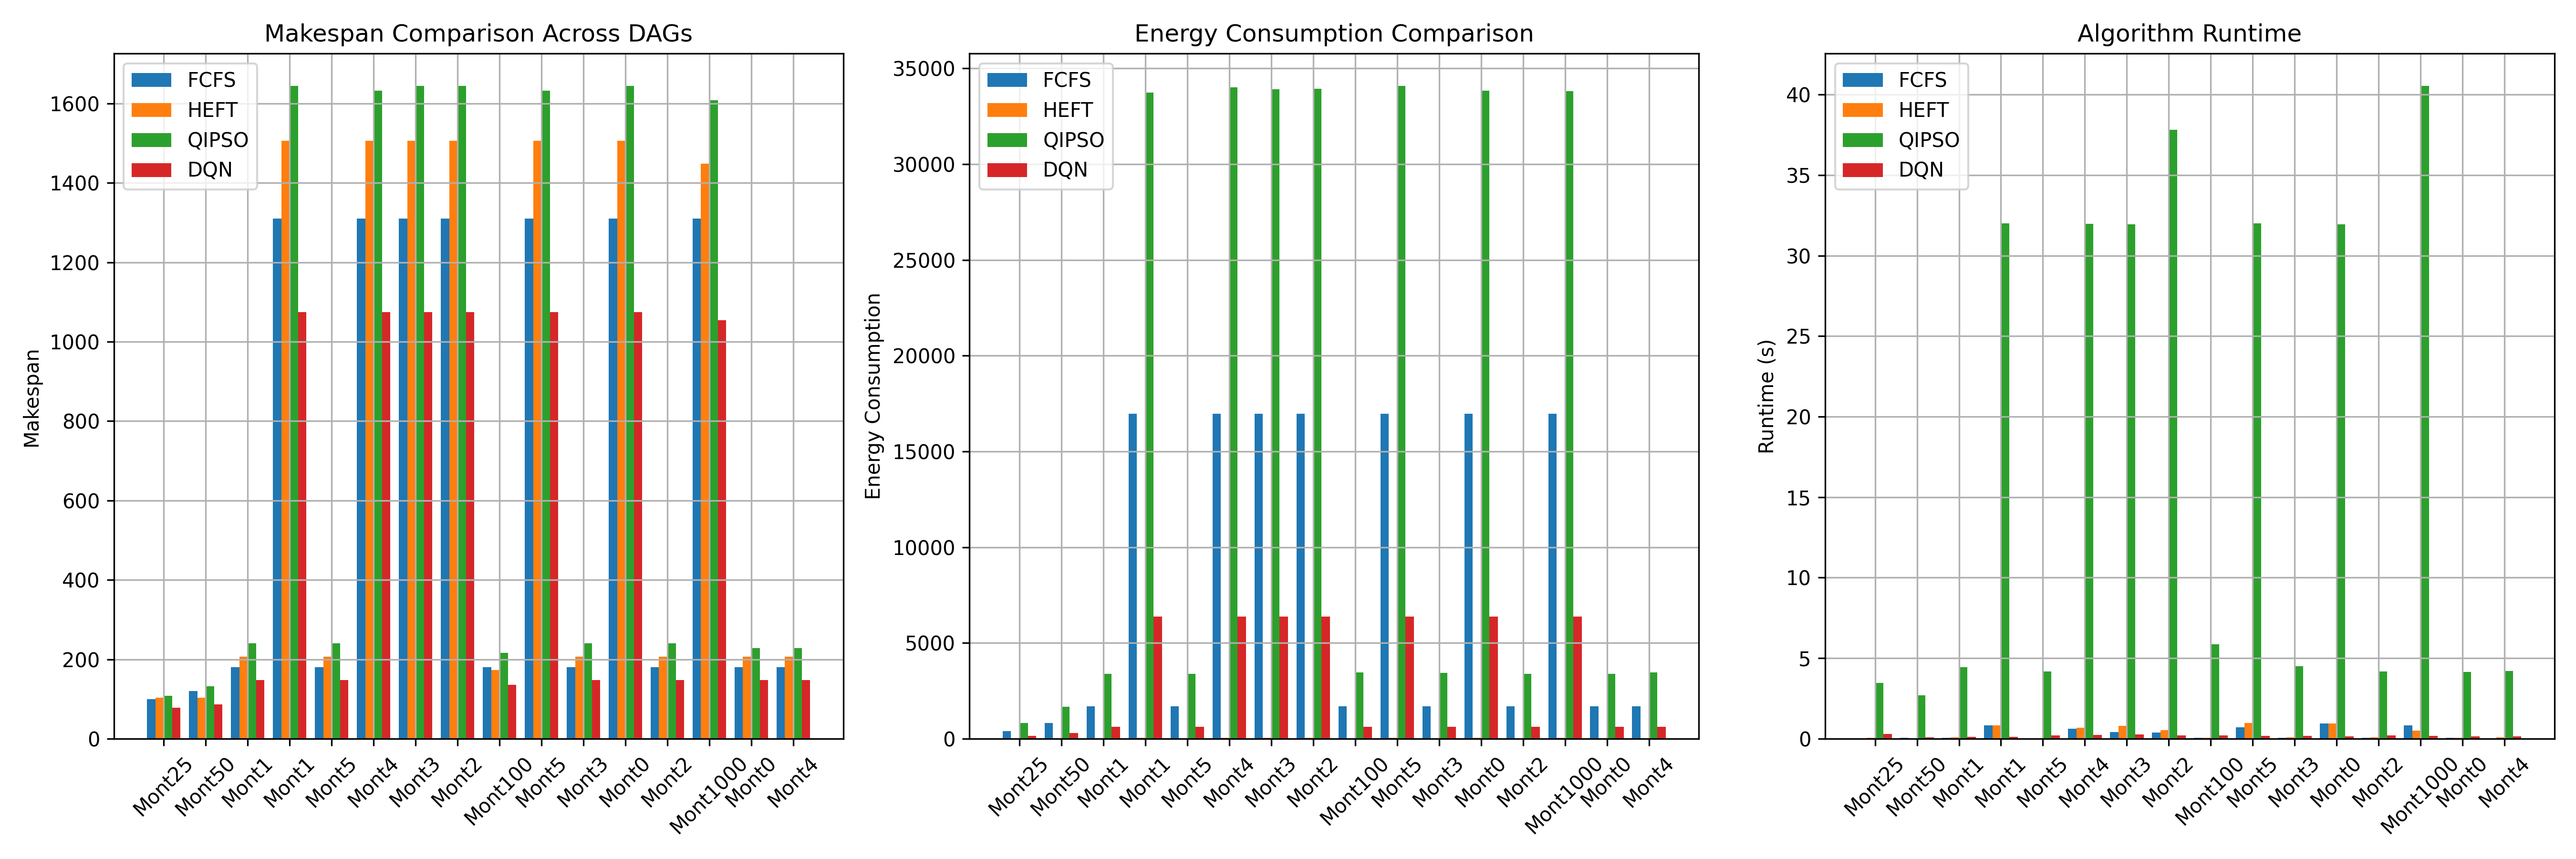 Makespan Comparison Across DAGs
Makespan
1600
1400
1200
1000
800
600
400
200
0
FCFS
HEFT
QIPSO
DQN
Mont25
Mont50
Mont1
Mont1
Mont5
Mont4
Mont3
Mont2
Mont100
Mont5
Mont3
Mont0
Mont2
Mont1000
Mont0
Mont4
Energy Consumption Comparison
Energy Consumption
35000
30000
25000
20000
15000
10000
5000
0
FCFS
HEFT
QIPSO
DQN
Mont25
Mont50
Mont1
Mont1
Mont5
Mont4
Mont3
Mont2
Mont100
Mont5
Mont3
Mont0
Mont2
Mont1000
Mont0
Mont4
Algorithm Runtime
Runtime (s)
40
35
30
25
20
15
10
5
0
FCFS
HEFT
QIPSO
DQN
Mont25
Mont50
Mont1
Mont1
Mont5
Mont4
Mont3
Mont2
Mont100
Mont5
Mont3
Mont0
Mont2
Mont1000
Mont0
Mont4